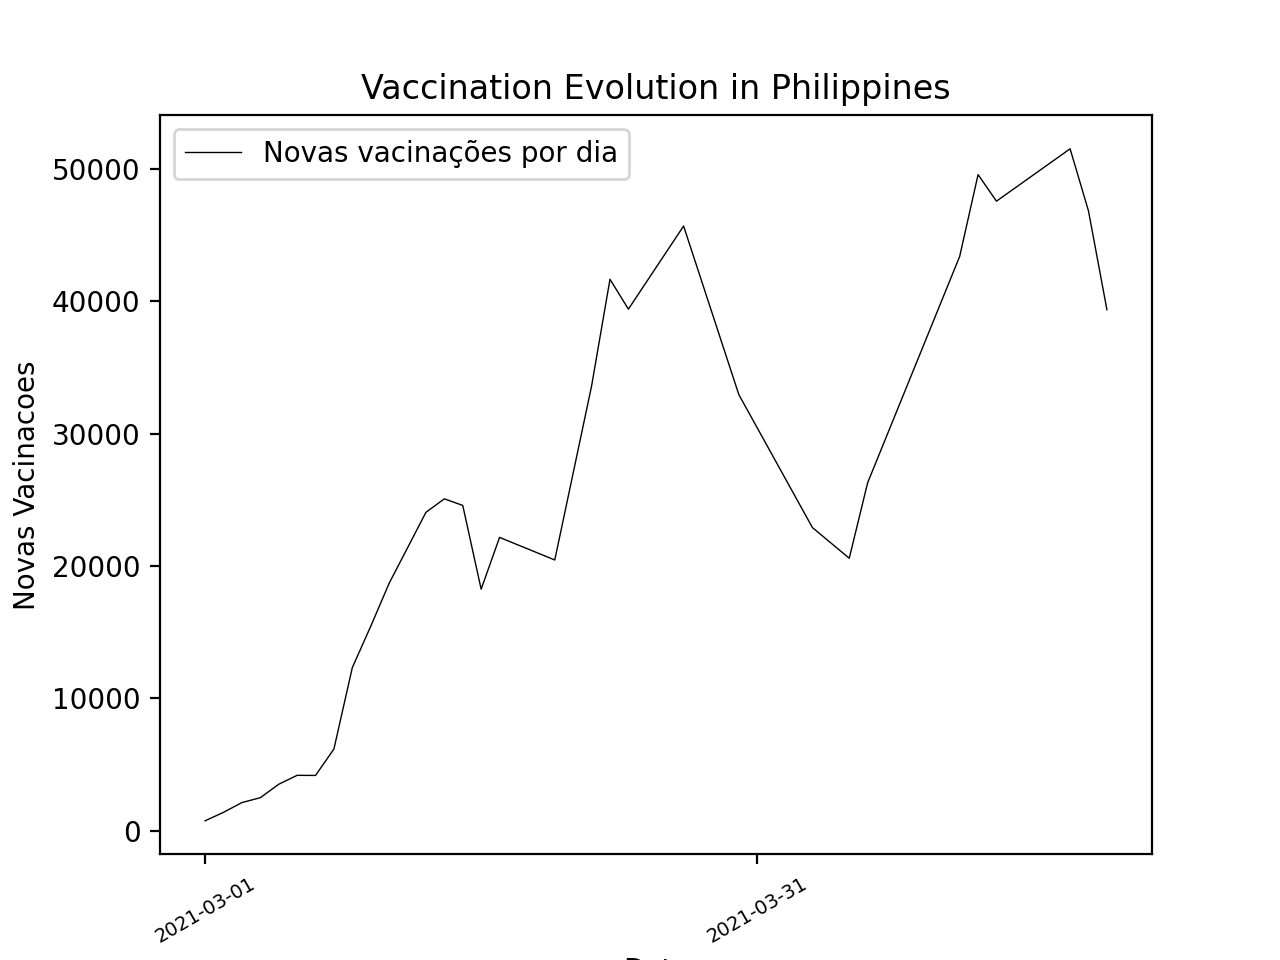 Vaccination Evolution in Philippines
Novas vacinações por dia
50000
40000
30000
20000
10000
0
Novas Vacinacoes
2021-03-01
2021-03-31